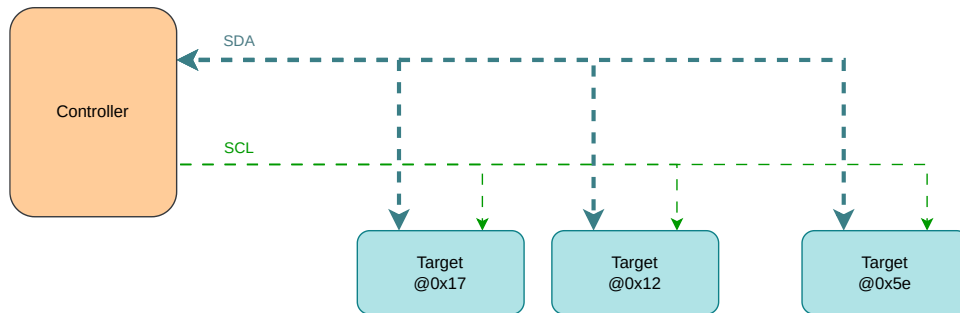 SDA
Controller
SCL
Target
@0x17
Target
@0x12
Target
@0x5e